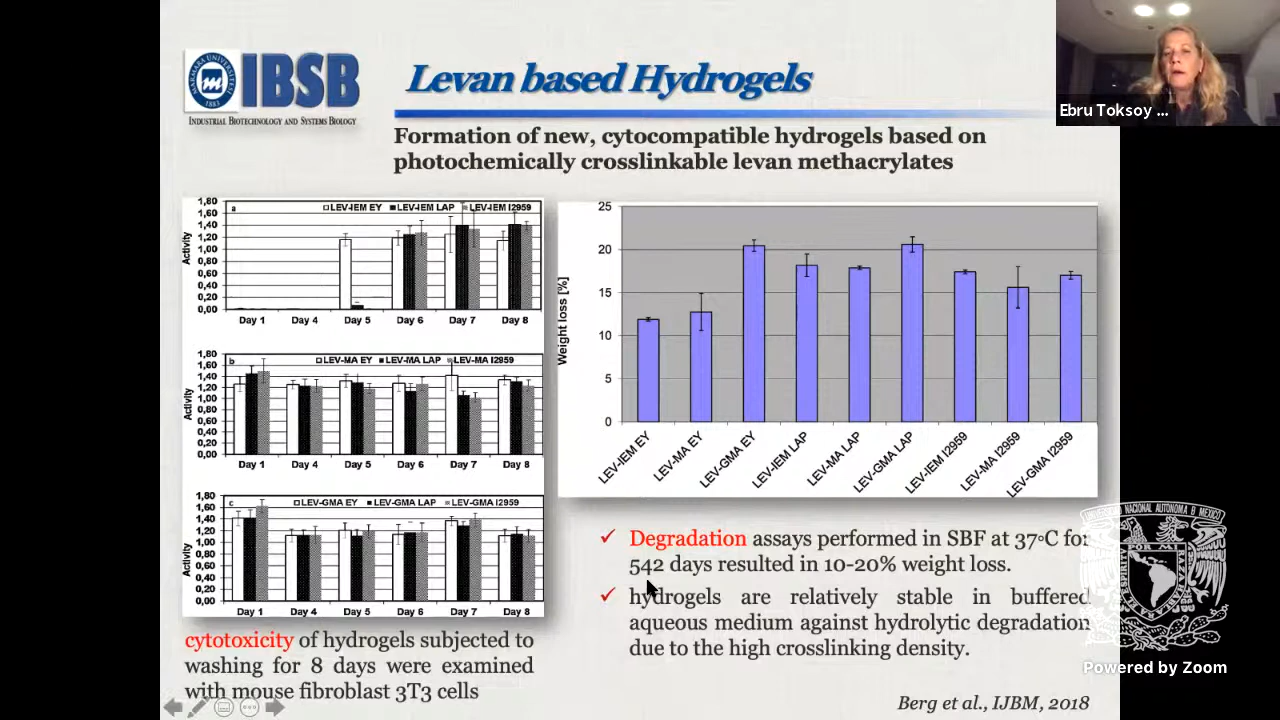 IBSB
INDUSTRIAL BIOTECHNOLOGY AND SYSTEMS BIOLOGY
Levan based Hydrogels
Formation of new, cytocompatible hydrogels based on
photochemically crosslinkable levan methacrylates
Ebru Toksoy ...
a
LEV-IEM EY LEV-IEM LAP LEV-IEM I2959
Activity
1,80
1,60
1,40
1,20
1,00
0,80
0,60
0,40
0,20
0,00
Day 1 Day 4 Day 5 Day 6 Day 7 Day 8
b
LEV-MA EY LEV-MA LAP LEV-MA I2959
Activity
1,80
1,60
1,40
1,20
1,00
0,80
0,60
0,40
0,20
0,00
Day 1 Day 4 Day 5 Day 6 Day 7 Day 8
c
LEV-GMA EY LEV-GMA LAP LEV-GMA I2959
Activity
1,80
1,60
1,40
1,20
1,00
0,80
0,60
0,40
0,20
0,00
Day 1 Day 4 Day 5 Day 6 Day 7 Day 8
cytotoxicity of hydrogels subjected to
washing for 8 days were examined
with mouse fibroblast 3T3 cells
Weight loss [%]
25
20
15
10
5
0
LEV-IEM EY
LEV-MA EY
LEV-GMA EY
LEV-IEM LAP
LEV-MA LAP
LEV-GMA LAP
LEV-IEM I2959
LEV-MA I2959
LEV-GMA I2959
Degradation assays performed in SBF at 37◦C for
542 days resulted in 10-20% weight loss.
hydrogels are relatively stable in buffered
aqueous medium against hydrolytic degradation
due to the high crosslinking density.
Berg et al., IJBM, 2018
Powered by Zoom